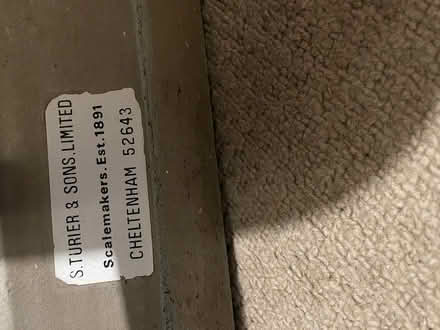 S.TURIER & SONS.LIMITED
Scalemakers.Est.1891
CHELTENHAM 52643